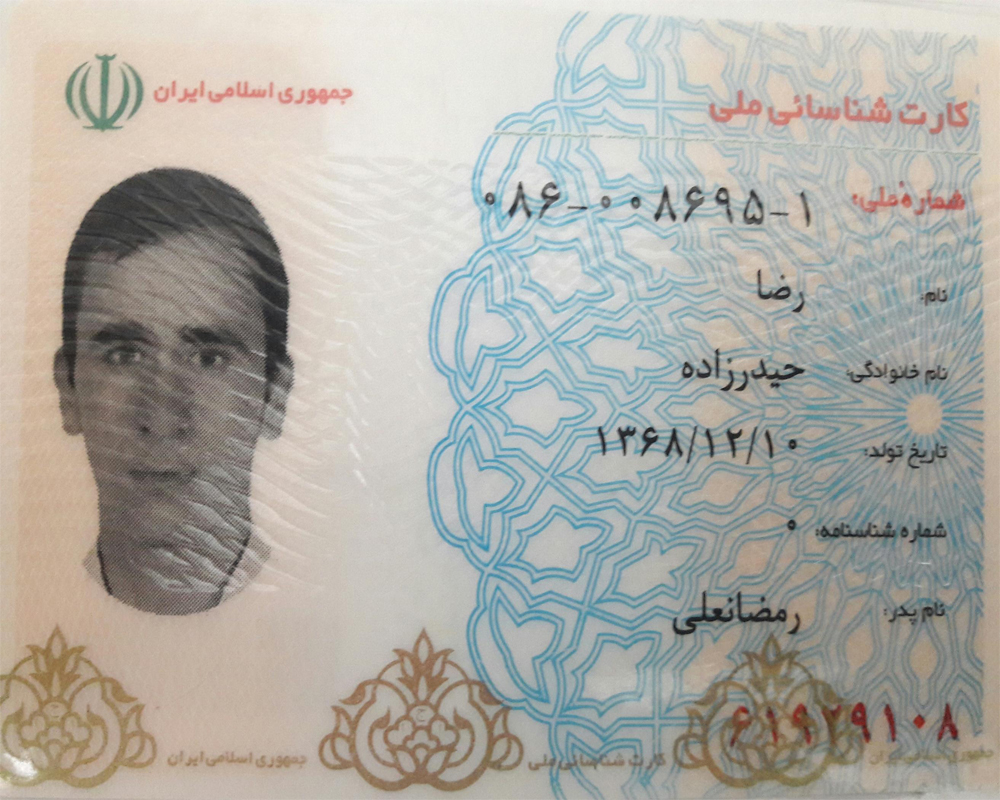 جمهوری اسلامی ایران
کارت شناسائی ملی
شمارهٔ ملی: ۰۸۶-۰۰۸۶۹۵-۱
نام: رضا
نام خانوادگی: حیدرزاده
تاریخ تولد: ۱۳۶۸/۱۲/۱۰
شماره شناسنامه: ۰
نام پدر: رمضانعلی
۶۱۹۲۹۱۰۸
جمهوری اسلامی ایران کارت شناسائی ملی جمهوری اسلامی ایران